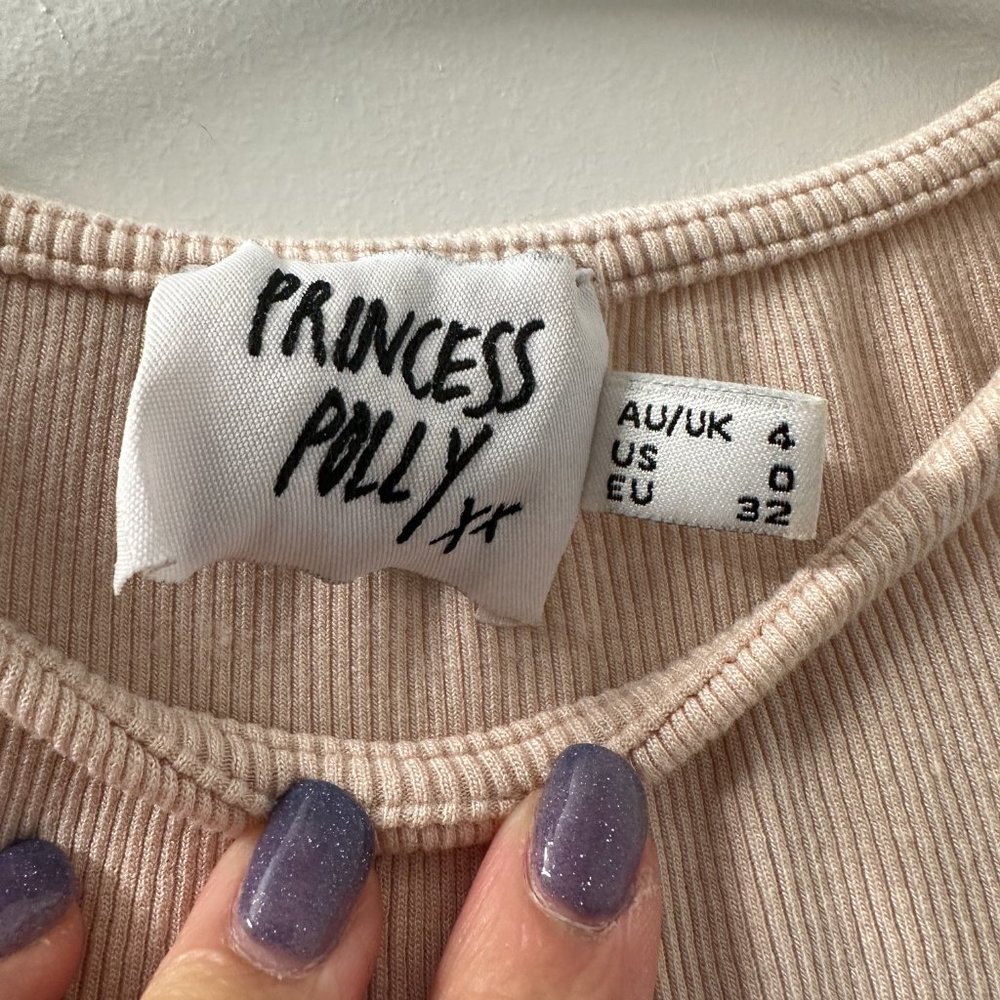 PRINCESS
POLLY xx
AU/UK 4
US 0
EU 32